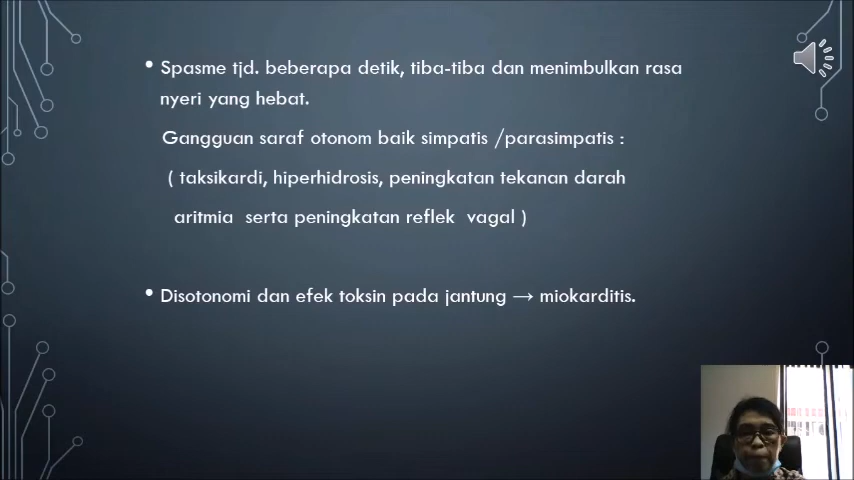 • Spasme tjd. beberapa detik, tiba-tiba dan menimbulkan rasa
nyeri yang hebat.
Gangguan saraf otonom baik simpatis /parasimpatis :
( taksikardi, hiperhidrosis, peningkatan tekanan darah
aritmia serta peningkatan reflek vagal )
• Disotonomi dan efek toksin pada jantung → miokarditis.